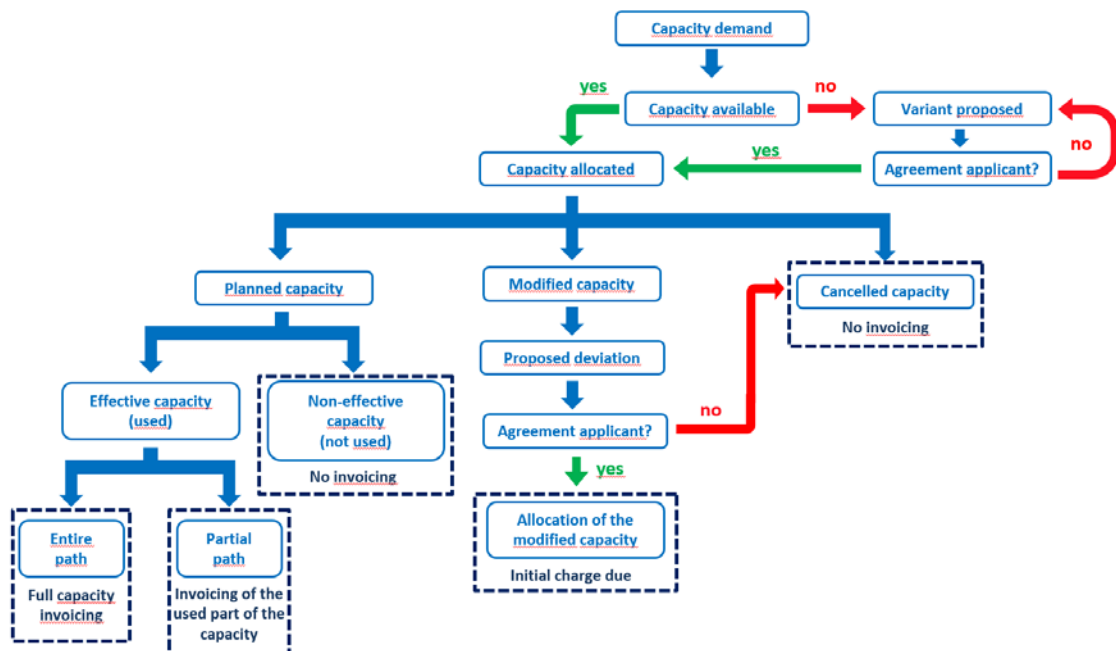 Capacity demand
yes
no
Capacity available
Variant proposed
no
yes
Capacity allocated
Agreement applicant?
Planned capacity
Modified capacity
Cancelled capacity
No invoicing
Proposed deviation
Effective capacity
(used)
Non-effective
capacity
(not used)
No invoicing
Agreement applicant?
no
yes
Entire
path
Full capacity
invoicing
Partial
path
Invoicing of the
used part of the
capacity
Allocation of the
modified capacity
Initial charge due